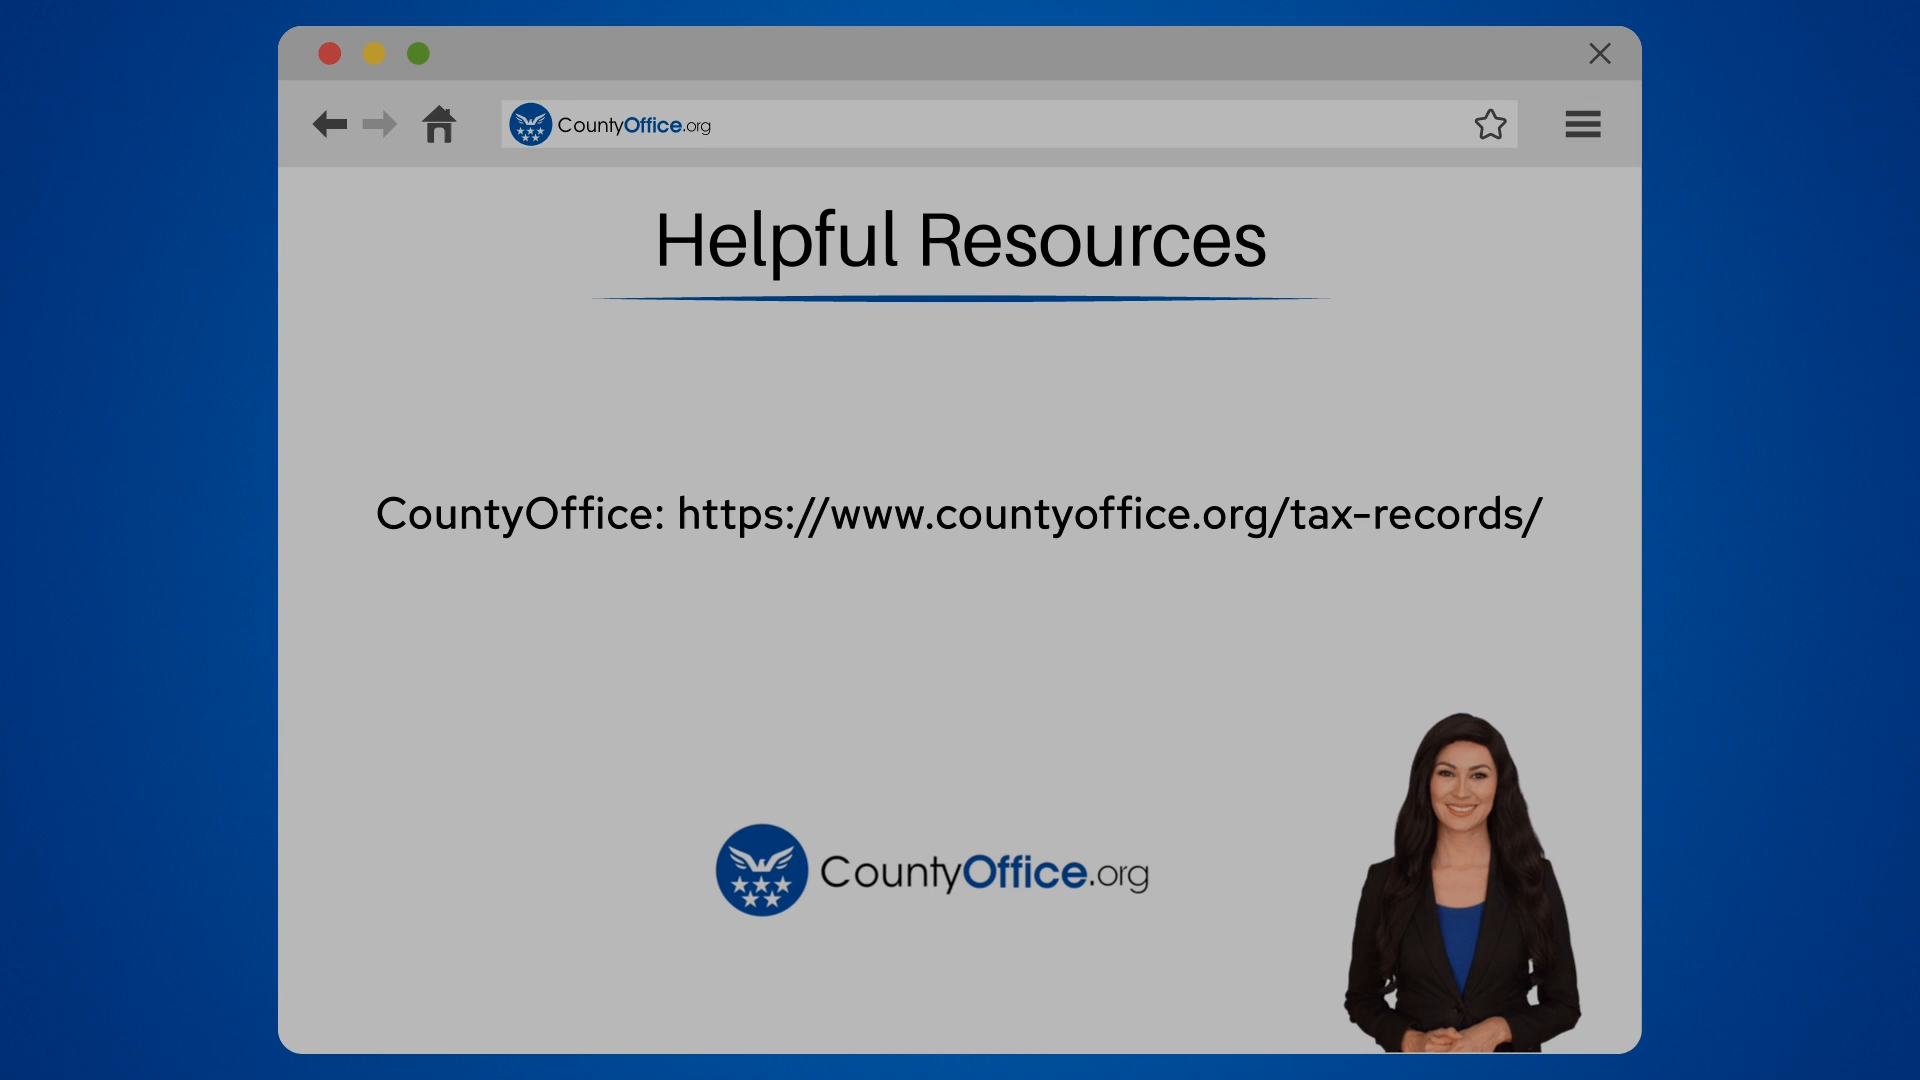 CountyOffice.org
Helpful Resources
CountyOffice: https://www.countyoffice.org/tax-records/
CountyOffice.org